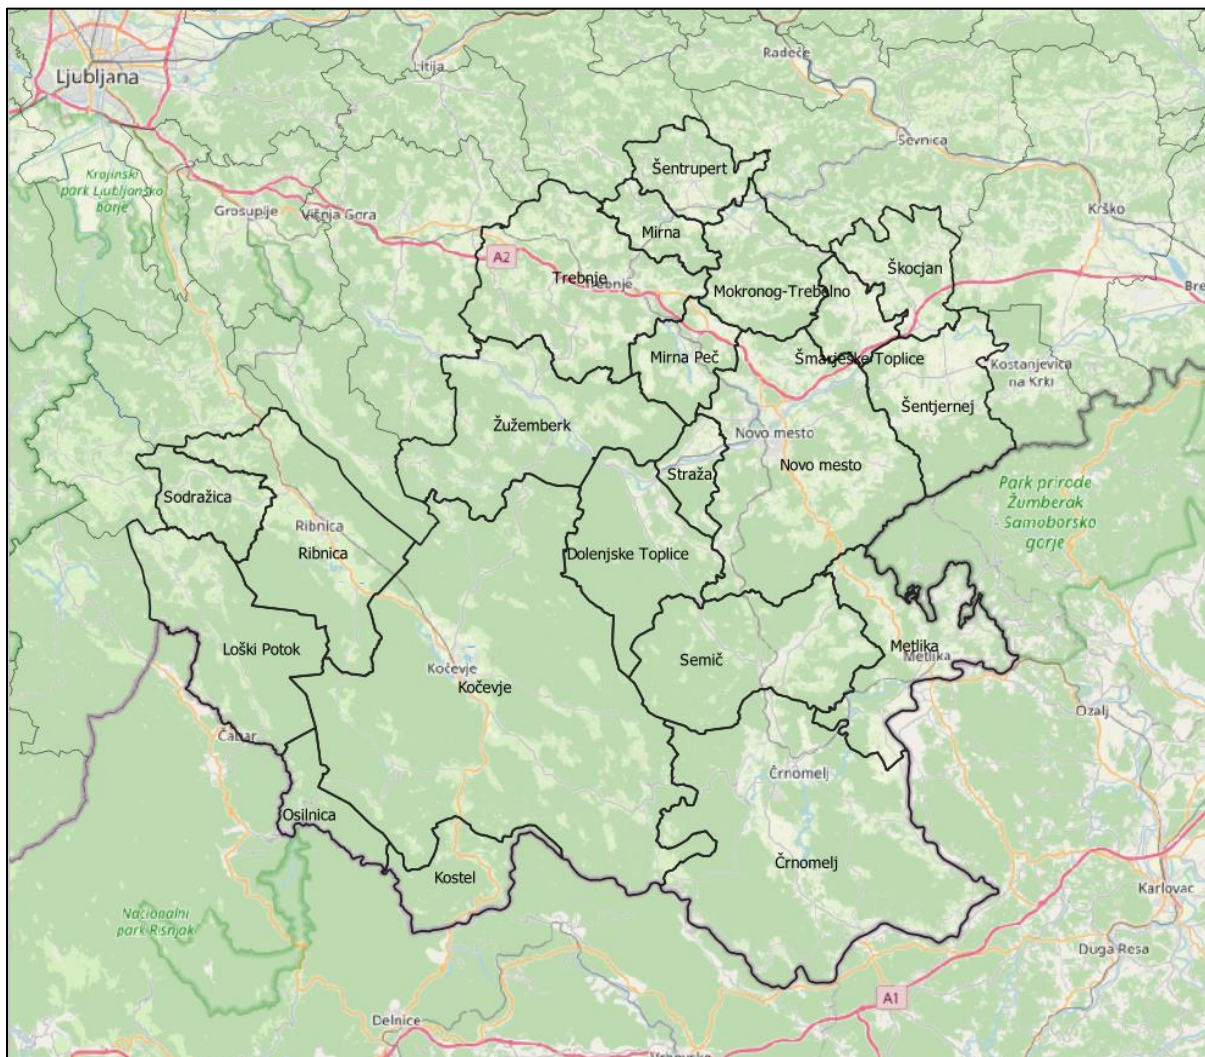 Radeče
Litija
Ljubljana
Sevnica
Šentrupert
Krajinski
park Ljubljansko
barje
Krško
Grosuplje
Višnja Gora
Mirna
A2
Škocjan
Trebnje
Trebnje
Mokronog-Trebelno
Bre
Mirna Peč
Šmarješke Toplice
Kostanjevica
na Krki
Šentjernej
Žužemberk
Novo mesto
Straža
Novo mesto
Sodražica
Park prirode
Žumberak
- Samoborsko
gorje
Ribnica
Ribnica
Dolenjske Toplice
Loški Potok
Semič
Metlika
Metlika
Kočevje
Kočevje
Ozalj
Čabar
Črnomelj
Osilnica
Črnomelj
Kostel
Karlovac
Nacionalni
park Risnjak
Duga Resa
A1
Delnice
Vrbovsko